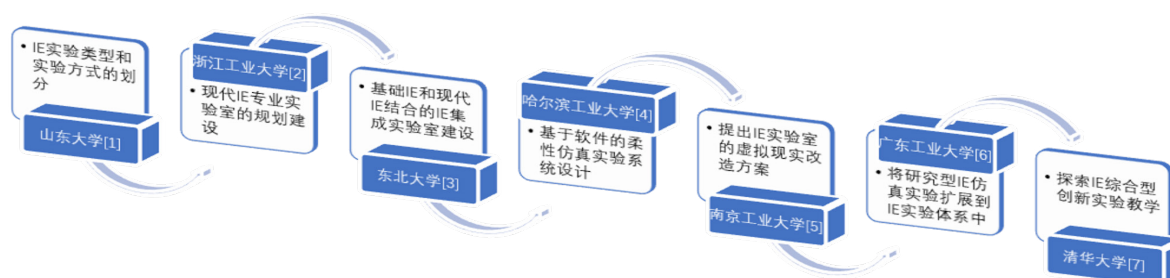 • IE实验类型和
实验方式的划
分
山东大学[1]
浙江工业大学[2]
• 现代IE专业实
验室的规划建
设
• 基础IE和现代
IE结合的IE集
成实验室建设
东北大学[3]
哈尔滨工业大学[4]
• 基于软件的柔
性仿真实验系
统设计
• 提出IE实验室
的虚拟现实改
造方案
南京工业大学[5]
广东工业大学[6]
• 将研究型IE仿
真实验扩展到
IE实验体系中
• 探索IE综合型
创新实验教学
清华大学[7]